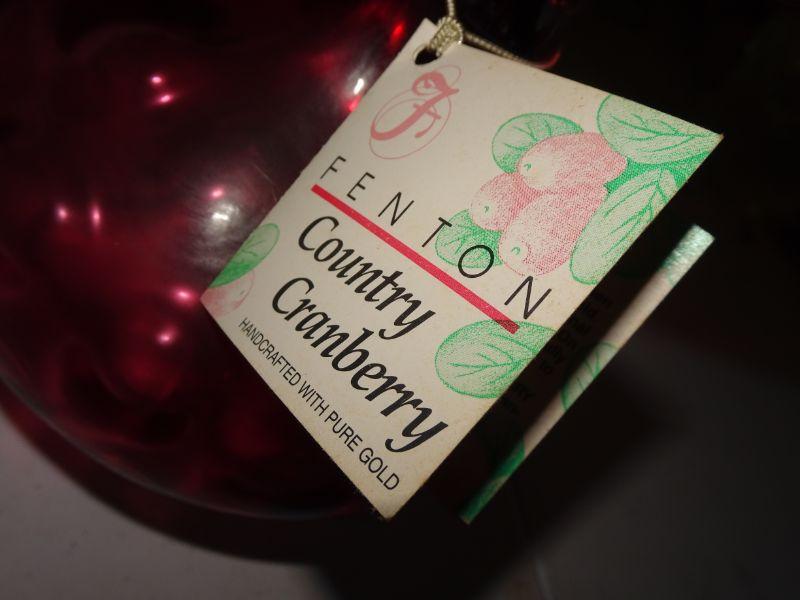 F
FENTON
Country
Cranberry
HANDCRAFTED WITH PURE GOLD